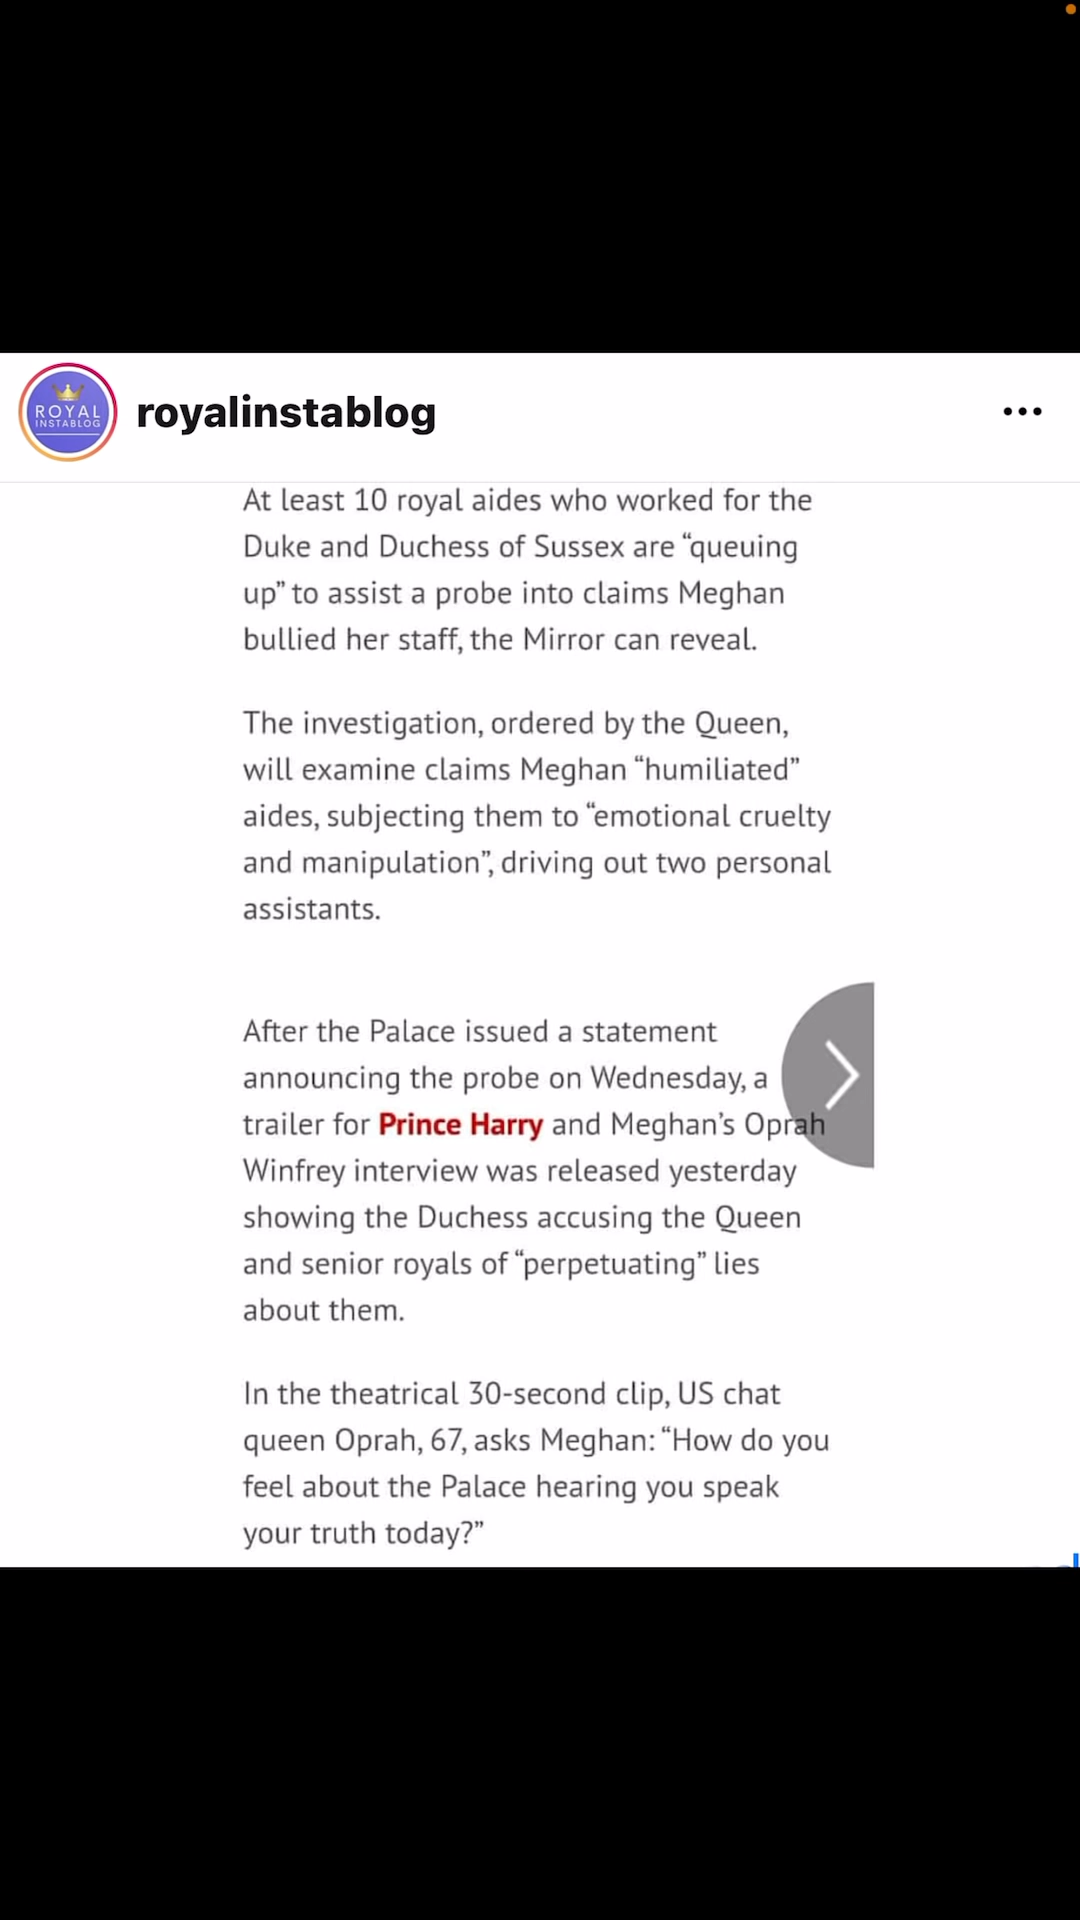 ROYAL
INSTABLOG
royalinstablog
At least 10 royal aides who worked for the
Duke and Duchess of Sussex are “queuing
up” to assist a probe into claims Meghan
bullied her staff, the Mirror can reveal.
The investigation, ordered by the Queen,
will examine claims Meghan “humiliated”
aides, subjecting them to “emotional cruelty
and manipulation”, driving out two personal
assistants.
After the Palace issued a statement
announcing the probe on Wednesday, a
trailer for Prince Harry and Meghan’s Oprah
Winfrey interview was released yesterday
showing the Duchess accusing the Queen
and senior royals of “perpetuating” lies
about them.
In the theatrical 30-second clip, US chat
queen Oprah, 67, asks Meghan: “How do you
feel about the Palace hearing you speak
your truth today?”